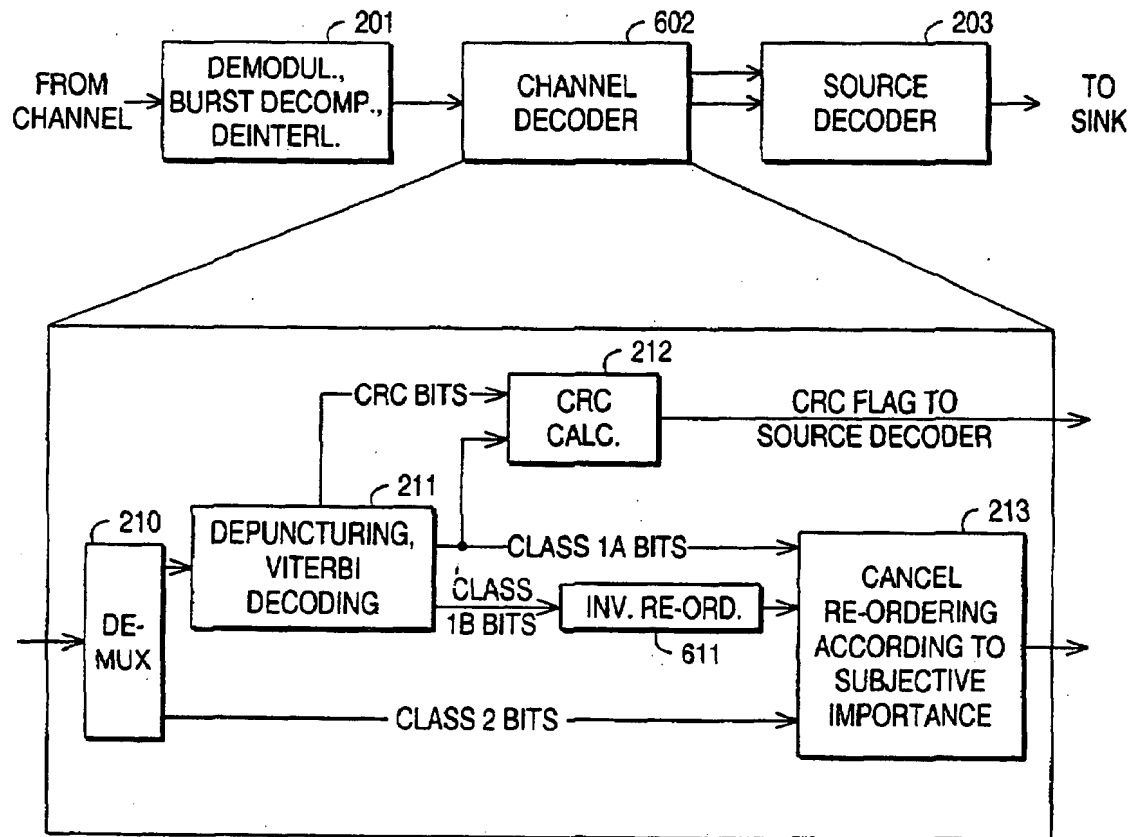 201
602
203
FROM
CHANNEL
DEMODUL.,
BURST DECOMP.,
DEINTERL.
CHANNEL
DECODER
SOURCE
DECODER
TO
SINK
212
CRC BITS
CRC
CALC.
CRC FLAG TO
SOURCE DECODER
210
211
213
DE-
MUX
DEPUNCTURING,
VITERBI
DECODING
CLASS 1A BITS
CLASS
1B BITS
INV. RE-ORD.
611
CLASS 2 BITS
CANCEL
RE-ORDERING
ACCORDING TO
SUBJECTIVE
IMPORTANCE